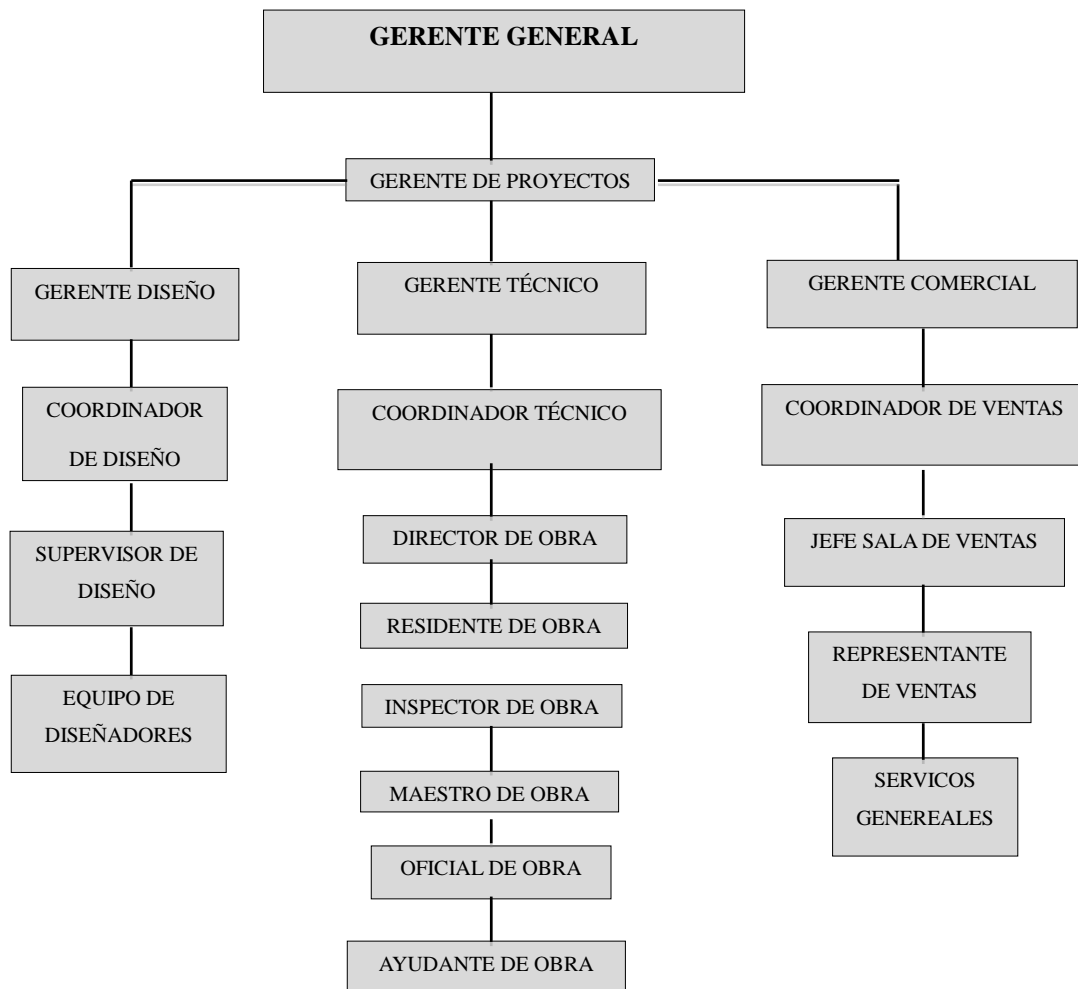 GERENTE GENERAL
GERENTE DE PROYECTOS
GERENTE DISEÑO
GERENTE TÉCNICO
GERENTE COMERCIAL
COORDINADOR
DE DISEÑO
COORDINADOR TÉCNICO
COORDINADOR DE VENTAS
SUPERVISOR DE
DISEÑO
DIRECTOR DE OBRA
JEFE SALA DE VENTAS
RESIDENTE DE OBRA
REPRESENTANTE
DE VENTAS
EQUIPO DE
DISEÑADORES
INSPECTOR DE OBRA
MAESTRO DE OBRA
SERVICOS
GENEREALES
OFICIAL DE OBRA
AYUDANTE DE OBRA